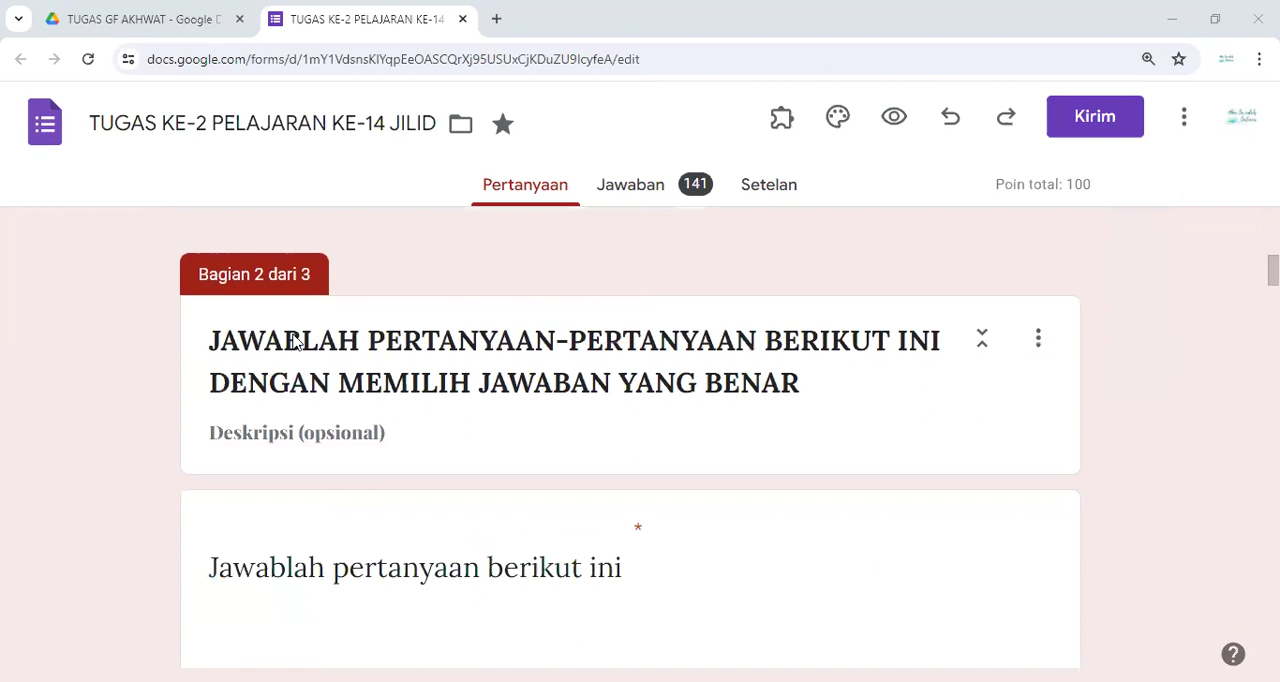 TUGAS GF AKHWAT - Google D
TUGAS KE-2 PELAJARAN KE-14
docs.google.com/forms/d/1mY1VdsnsKlYqpEeOASCQrXj95USUxCjKDuZU9IcyfeA/edit
TUGAS KE-2 PELAJARAN KE-14 JILID
Kirim
Pertanyaan
Jawaban 141
Setelan
Poin total: 100
Bagian 2 dari 3
JAWABLAH PERTANYAAN-PERTANYAAN BERIKUT INI
DENGAN MEMILIH JAWABAN YANG BENAR
Deskripsi (opsional)
*
Jawablah pertanyaan berikut ini